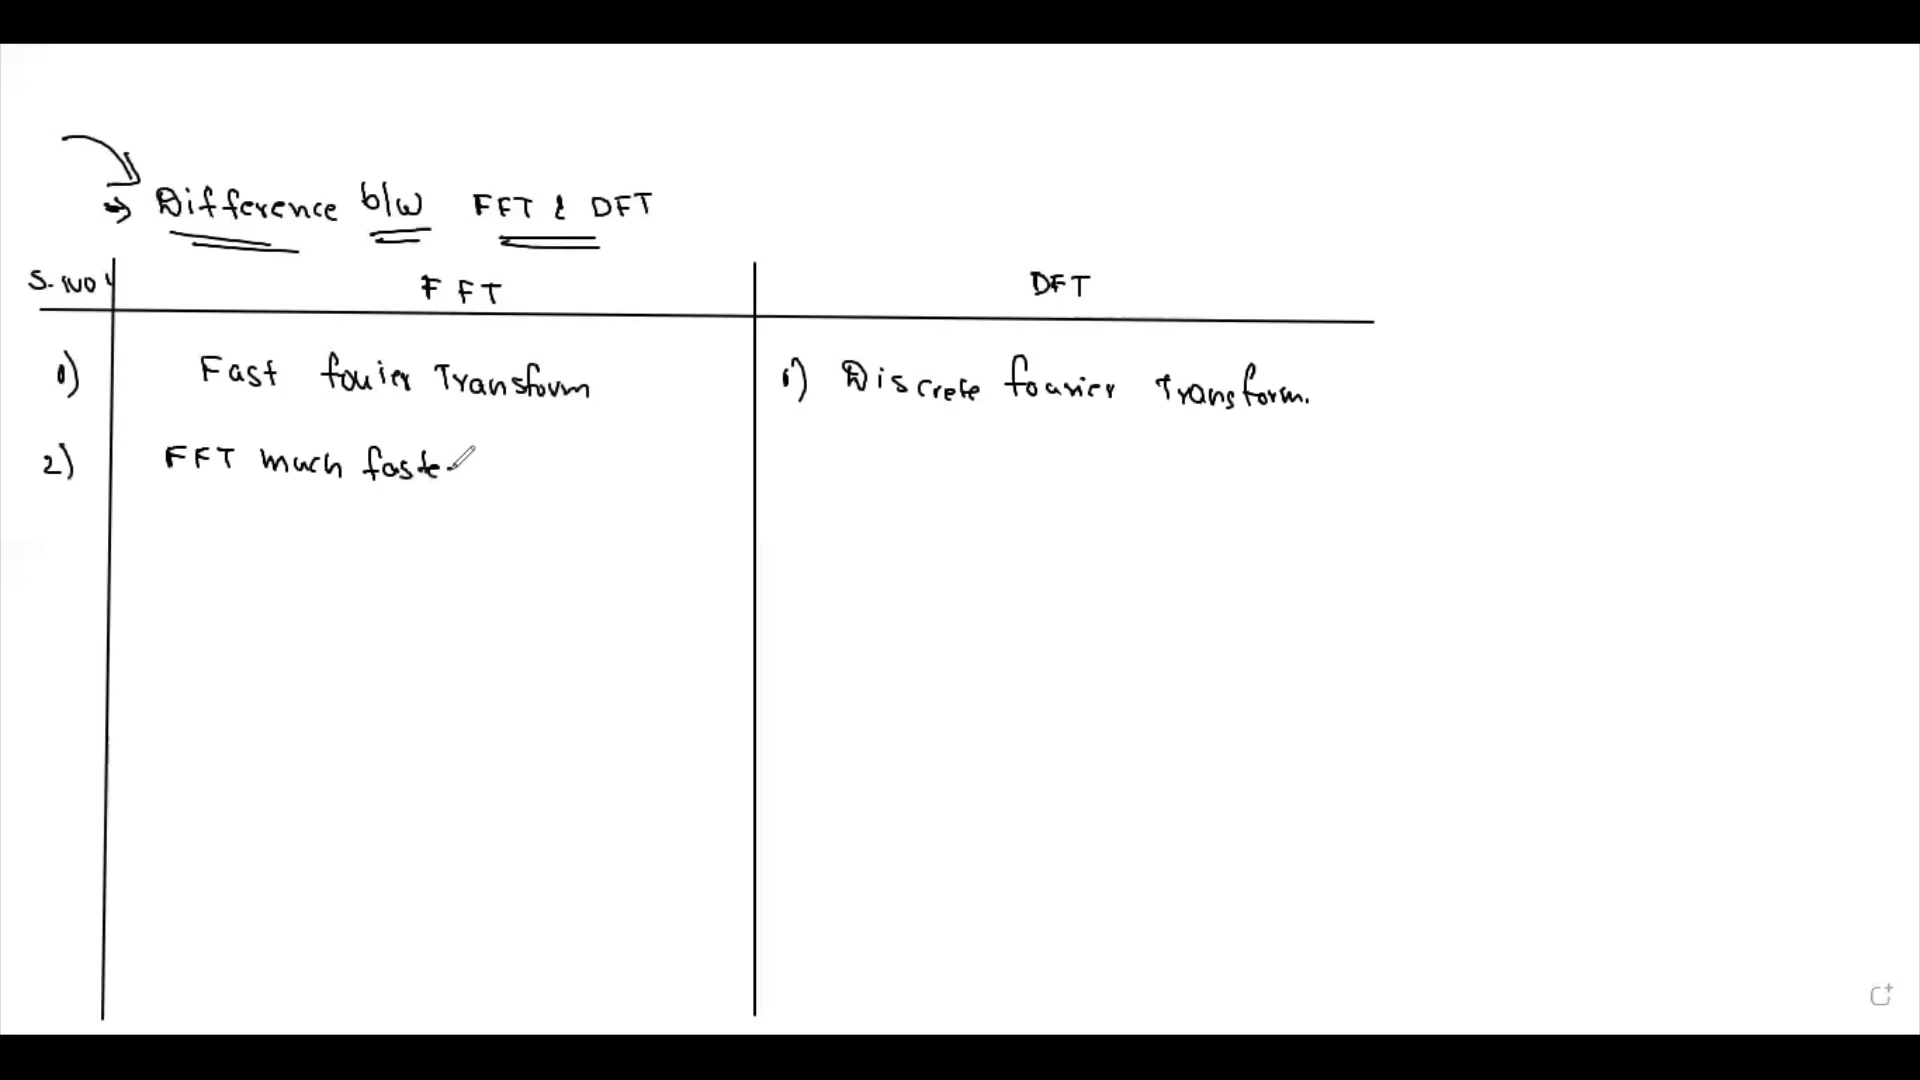 → Difference b/w FFT & DFT
S.NO FFT DFT
1) Fast fouier Transform 1) Discrete fourier Transform.
2) FFT much faste